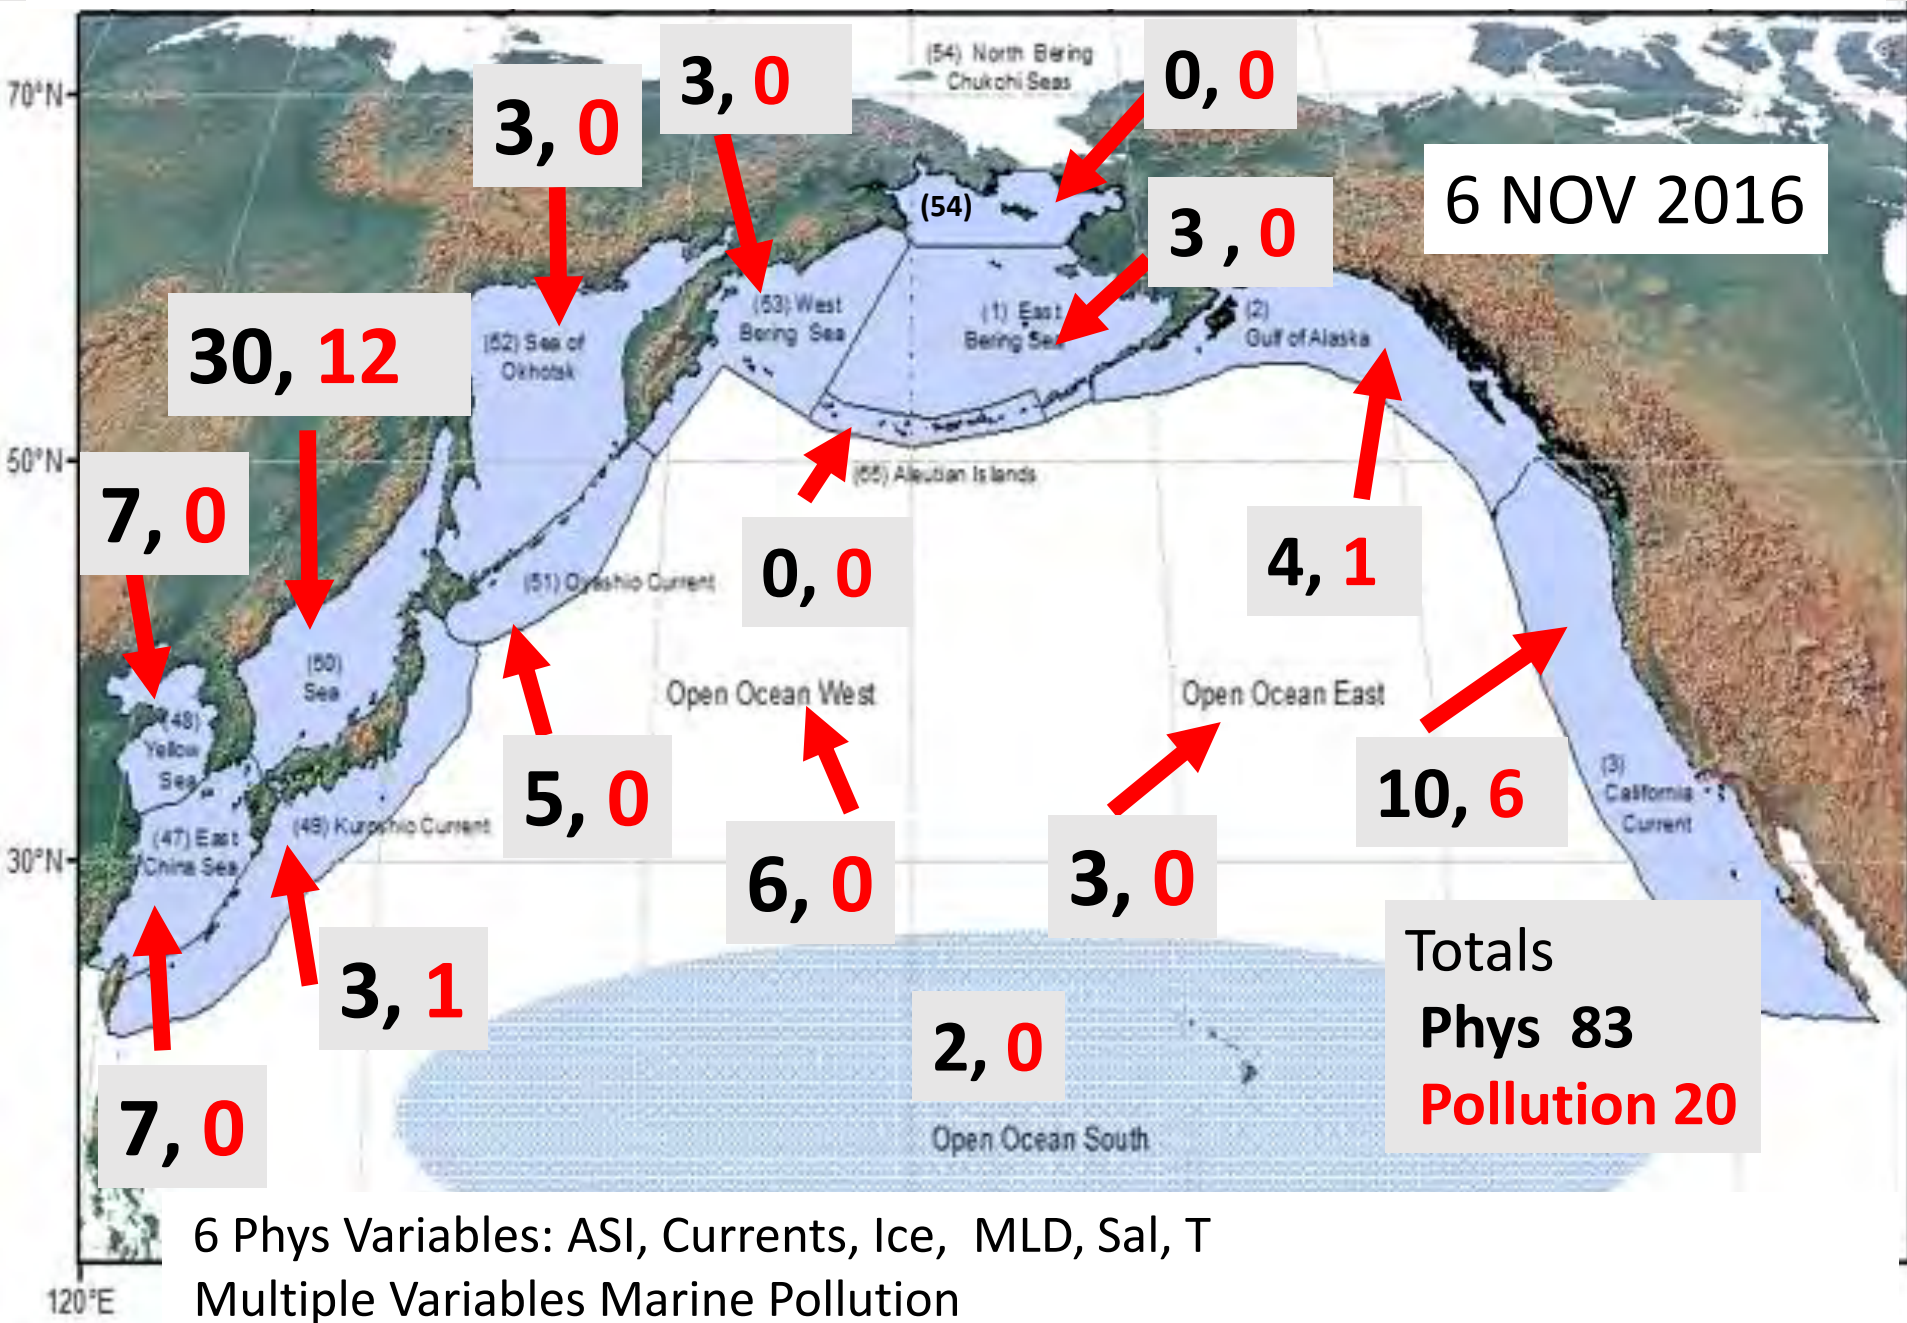 (54) North Bering
Chukchi Seas
70°N
3, 0
3, 0
0, 0
6 NOV 2016
(54)
3 , 0
30, 12
(52) Sea of
Okhotsk
(53) West
Bering Sea
(1) East
Bering Sea
(2)
Gulf of Alaska
50°N
7, 0
(55) Aleutian Islands
0, 0
4, 1
(51) Oyashio Current
(50)
Sea
Open Ocean West
Open Ocean East
(48)
Yellow
Sea
5, 0
10, 6
(3)
California
Current
(47) East
China Sea
(49) Kuroshio Current
30°N
6, 0
3, 0
3, 1
2, 0
Totals
Phys 83
Pollution 20
7, 0
Open Ocean South
6 Phys Variables: ASI, Currents, Ice, MLD, Sal, T
Multiple Variables Marine Pollution
120°E